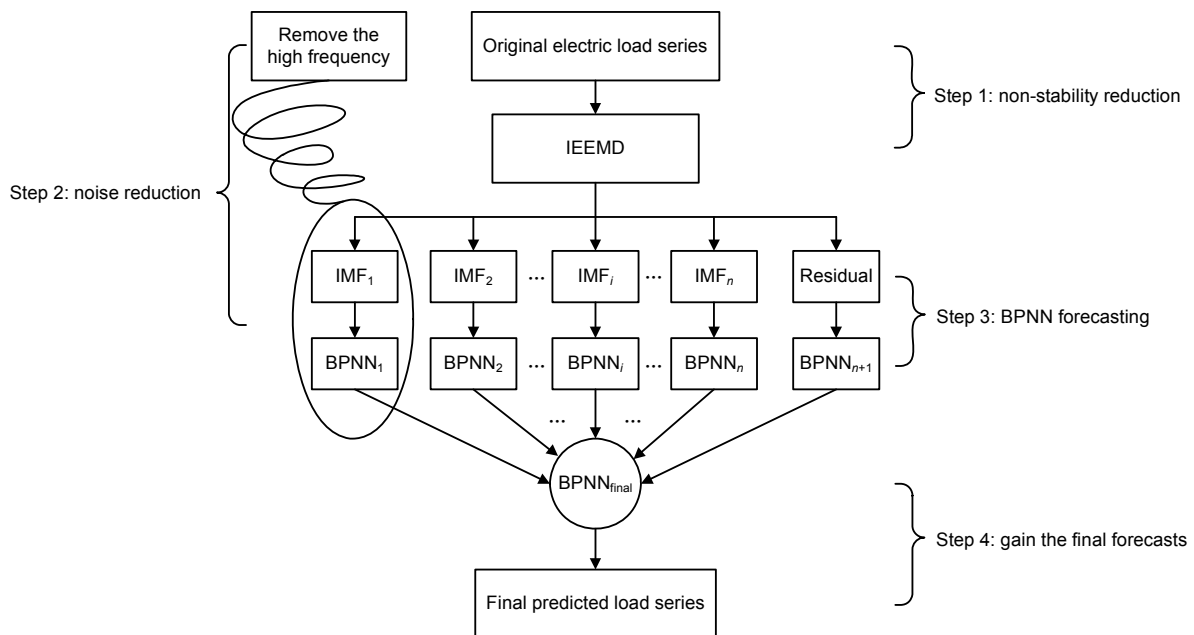 Remove the
high frequency
Original electric load series
Step 1: non-stability reduction
IEEMD
Step 2: noise reduction
IMF1
IMF2
...
IMFi
...
IMFn
Residual
Step 3: BPNN forecasting
BPNN1
BPNN2
...
BPNNi
...
BPNNn
BPNNn+1
...
...
BPNNfinal
Step 4: gain the final forecasts
Final predicted load series